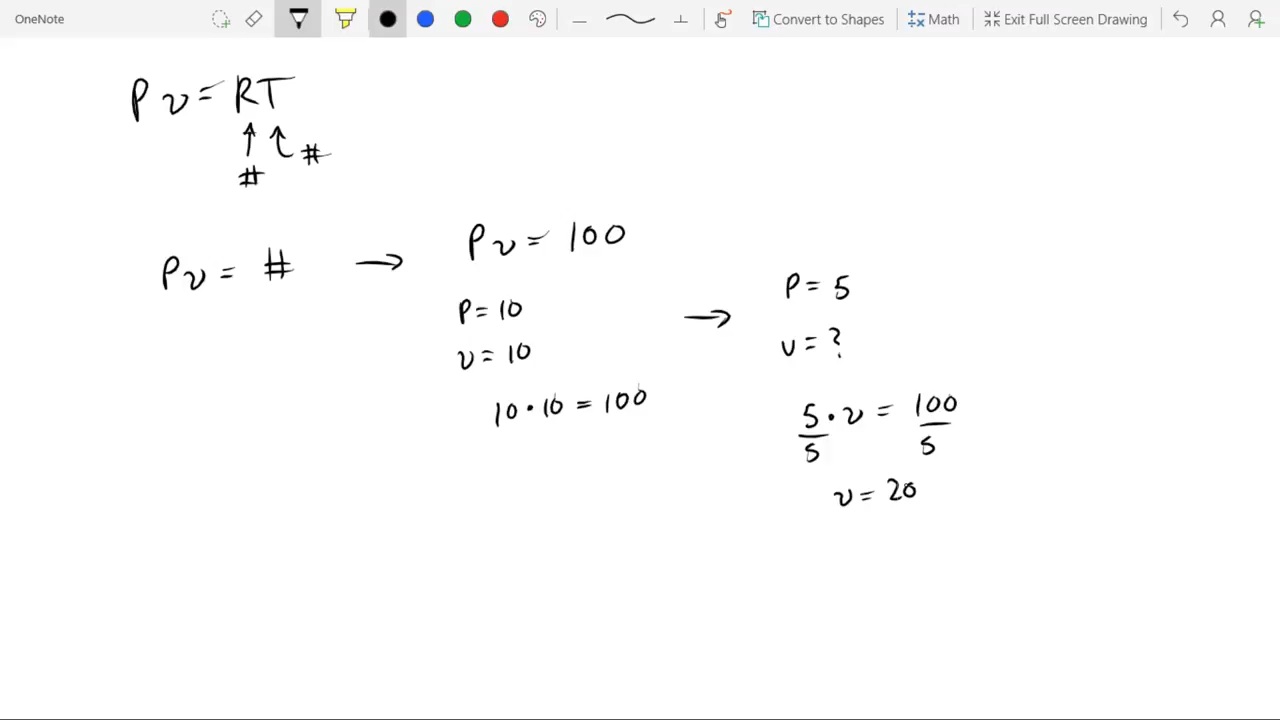 OneNote
Convert to Shapes
Math
Exit Full Screen Drawing
Pv = RT
#
#
Pv = #
→
Pv = 100
P = 10
v = 10
10 · 10 = 100
→
P = 5
v = ?
5 · v = 100
5 5
v = 20